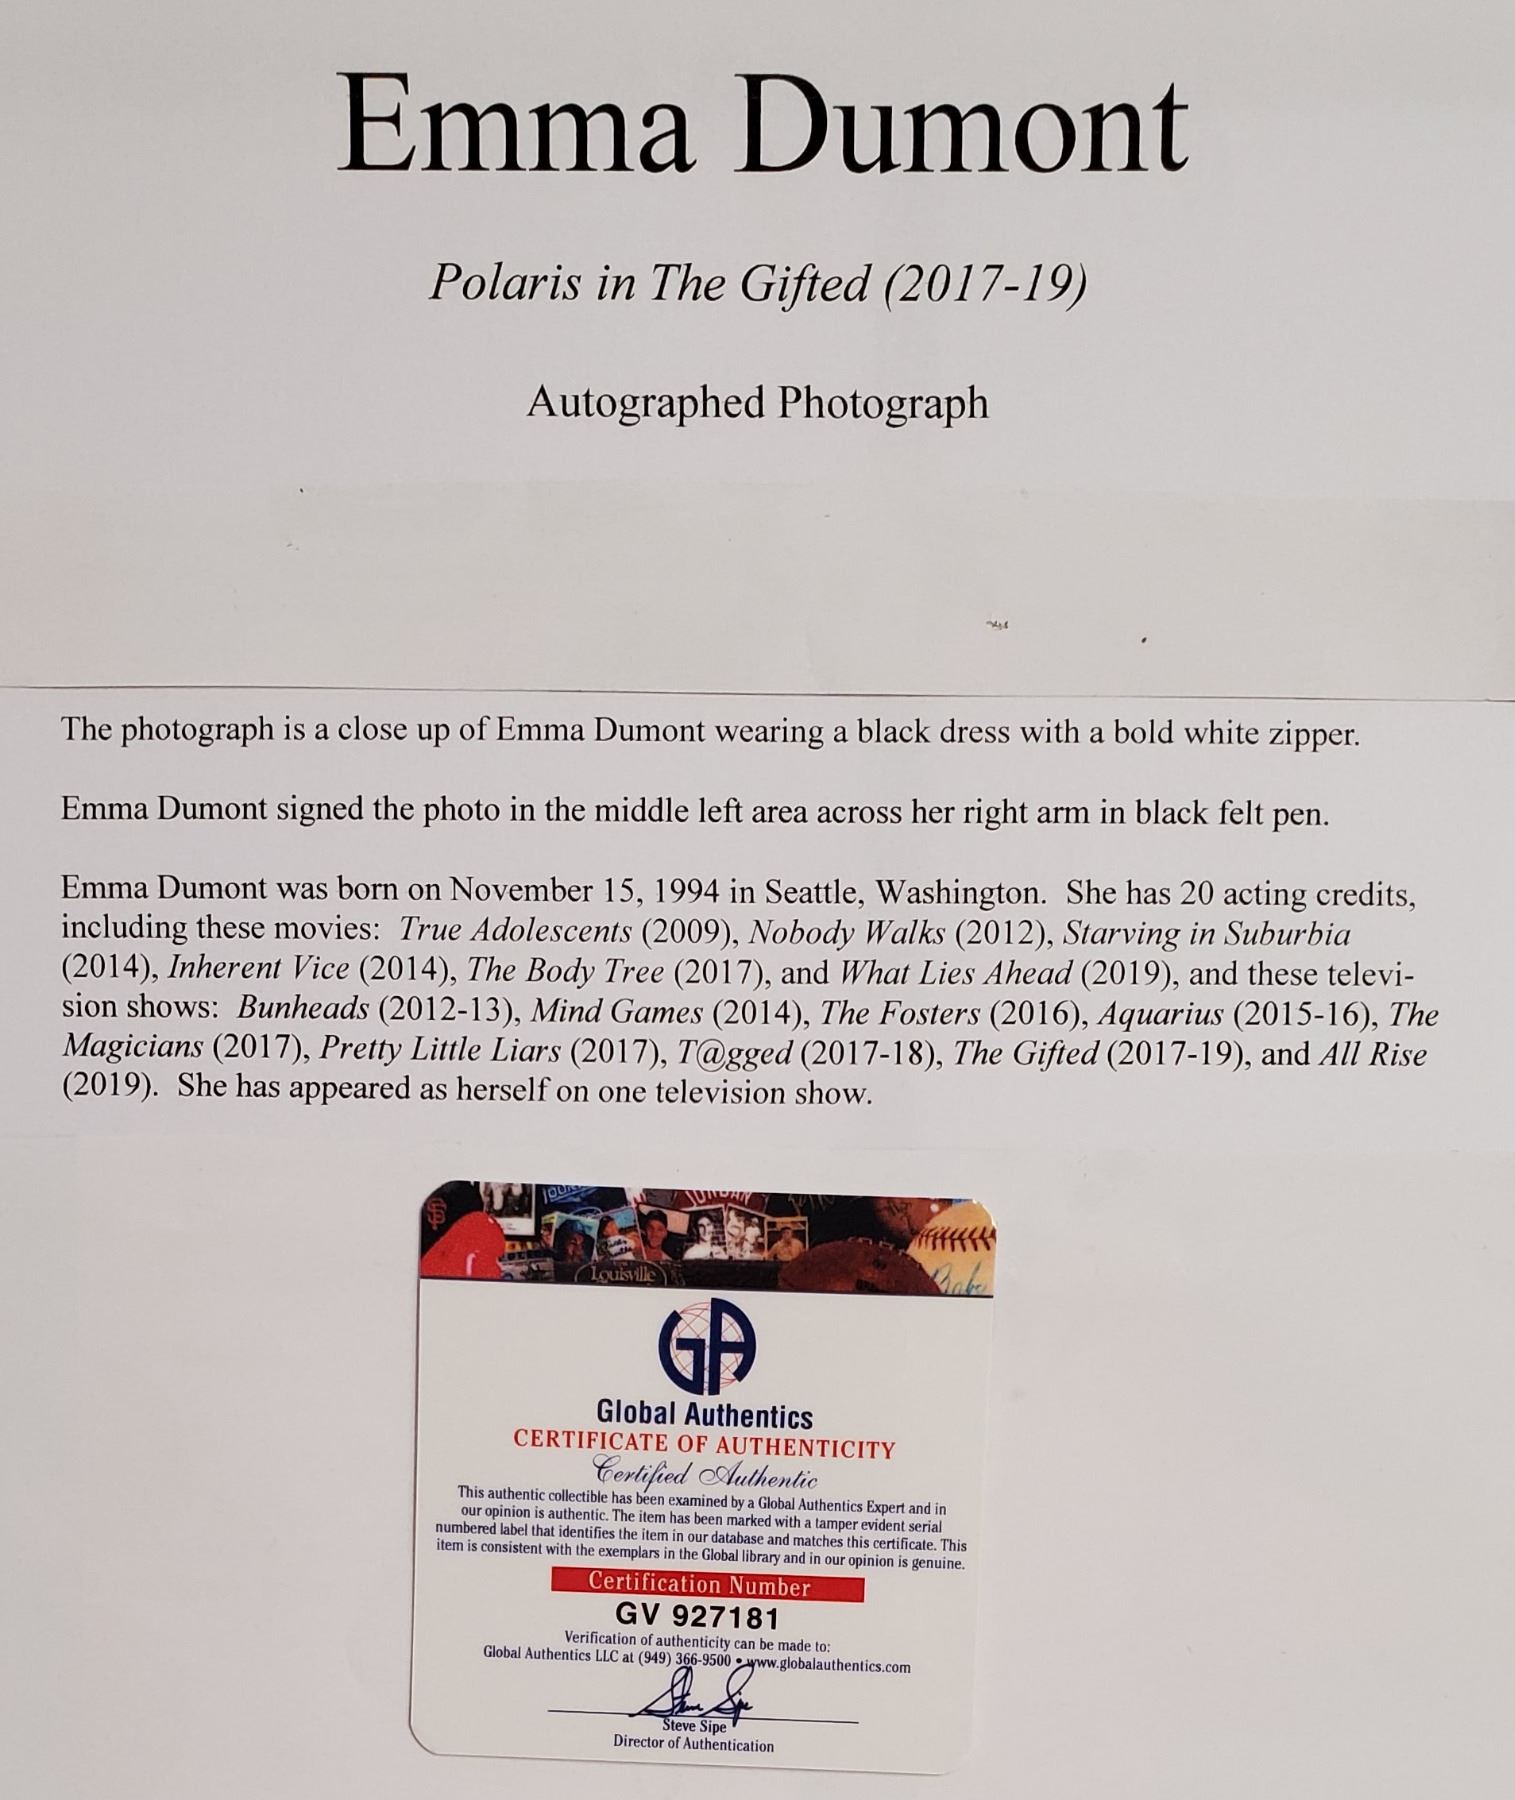 Emma Dumont
Polaris in The Gifted (2017-19)
Autographed Photograph
The photograph is a close up of Emma Dumont wearing a black dress with a bold white zipper.
Emma Dumont signed the photo in the middle left area across her right arm in black felt pen.
Emma Dumont was born on November 15, 1994 in Seattle, Washington.  She has 20 acting credits,
including these movies:  True Adolescents (2009), Nobody Walks (2012), Starving in Suburbia
(2014), Inherent Vice (2014), The Body Tree (2017), and What Lies Ahead (2019), and these televi-
sion shows:  Bunheads (2012-13), Mind Games (2014), The Fosters (2016), Aquarius (2015-16), The
Magicians (2017), Pretty Little Liars (2017), T@gged (2017-18), The Gifted (2017-19), and All Rise
(2019).  She has appeared as herself on one television show.
JORDAN
Louisville
Babe
GA
Global Authentics
CERTIFICATE OF AUTHENTICITY
Certified Authentic
This authentic collectible has been examined by a Global Authentics Expert and in
our opinion is authentic. The item has been marked with a tamper evident serial
numbered label that identifies the item in our database and matches this certificate. This
item is consistent with the exemplars in the Global library and in our opinion is genuine.
Certification Number
GV 927181
Verification of authenticity can be made to:
Global Authentics LLC at (949) 366-9500 • www.globalauthentics.com
Steve Sipe
Steve Sipe
Director of Authentication